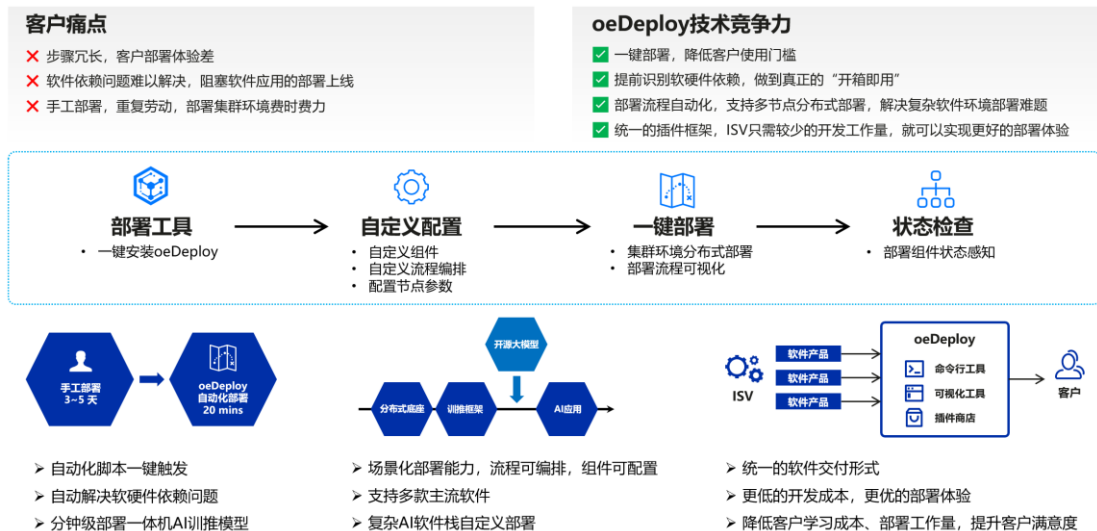 客户痛点
步骤冗长，客户部署体验差
软件依赖问题难以解决，阻塞软件应用的部署上线
手工部署，重复劳动，部署集群环境费时费力
oeDeploy技术竞争力
一键部署，降低客户使用门槛
提前识别软硬件依赖，做到真正的“开箱即用”
部署流程自动化，支持多节点分布式部署，解决复杂软件环境部署难题
统一的插件框架，ISV只需较少的开发工作量，就可以实现更好的部署体验
部署工具
• 一键安装oeDeploy
自定义配置
• 自定义组件
• 自定义流程编排
• 配置节点参数
一键部署
• 集群环境分布式部署
• 部署流程可视化
状态检查
• 部署组件状态感知
手工部署
3~5 天
oeDeploy
自动化部署
20 mins
➢ 自动化脚本一键触发
➢ 自动解决软硬件依赖问题
➢ 分钟级部署一体机AI训推模型
开源大模型
分布式底座
训推框架
AI应用
➢ 场景化部署能力，流程可编排，组件可配置
➢ 支持多款主流软件
➢ 复杂AI软件栈自定义部署
ISV
软件产品
软件产品
软件产品
oeDeploy
命令行工具
可视化工具
插件商店
客户
➢ 统一的软件交付形式
➢ 更低的开发成本，更优的部署体验
➢ 降低客户学习成本、部署工作量，提升客户满意度